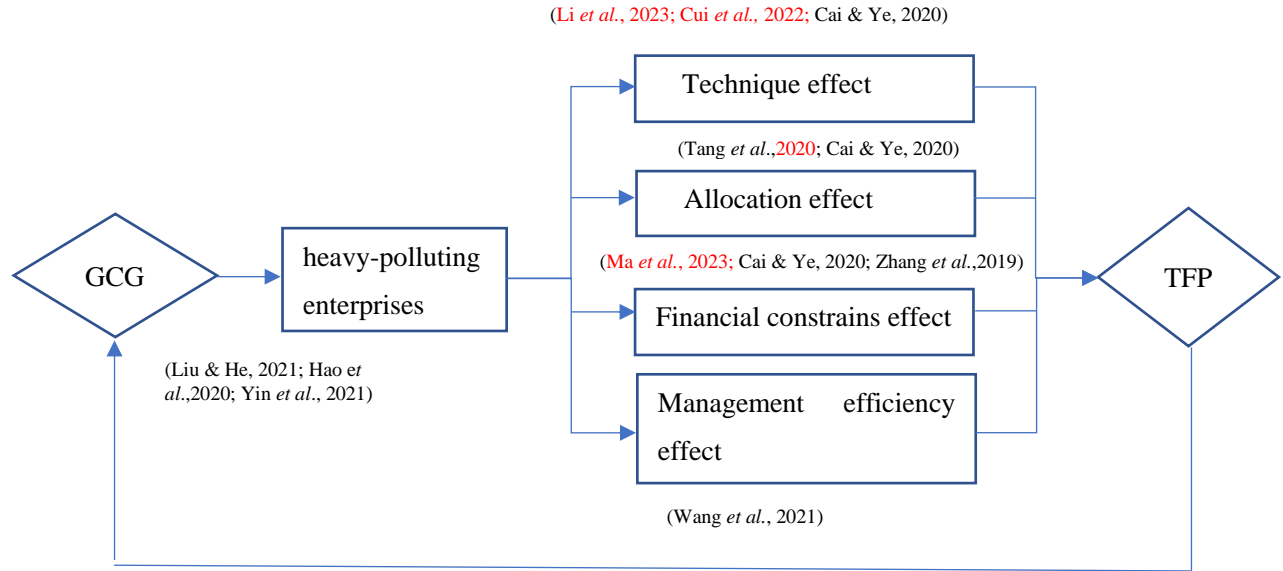 (Li et al., 2023; Cui et al., 2022; Cai & Ye, 2020)
Technique effect
(Tang et al.,2020; Cai & Ye, 2020)
Allocation effect
heavy-polluting
enterprises
GCG
(Ma et al., 2023; Cai & Ye, 2020; Zhang et al.,2019)
TFP
Financial constrains effect
(Liu & He, 2021; Hao et
al.,2020; Yin et al., 2021)
Management efficiency
effect
(Wang et al., 2021)